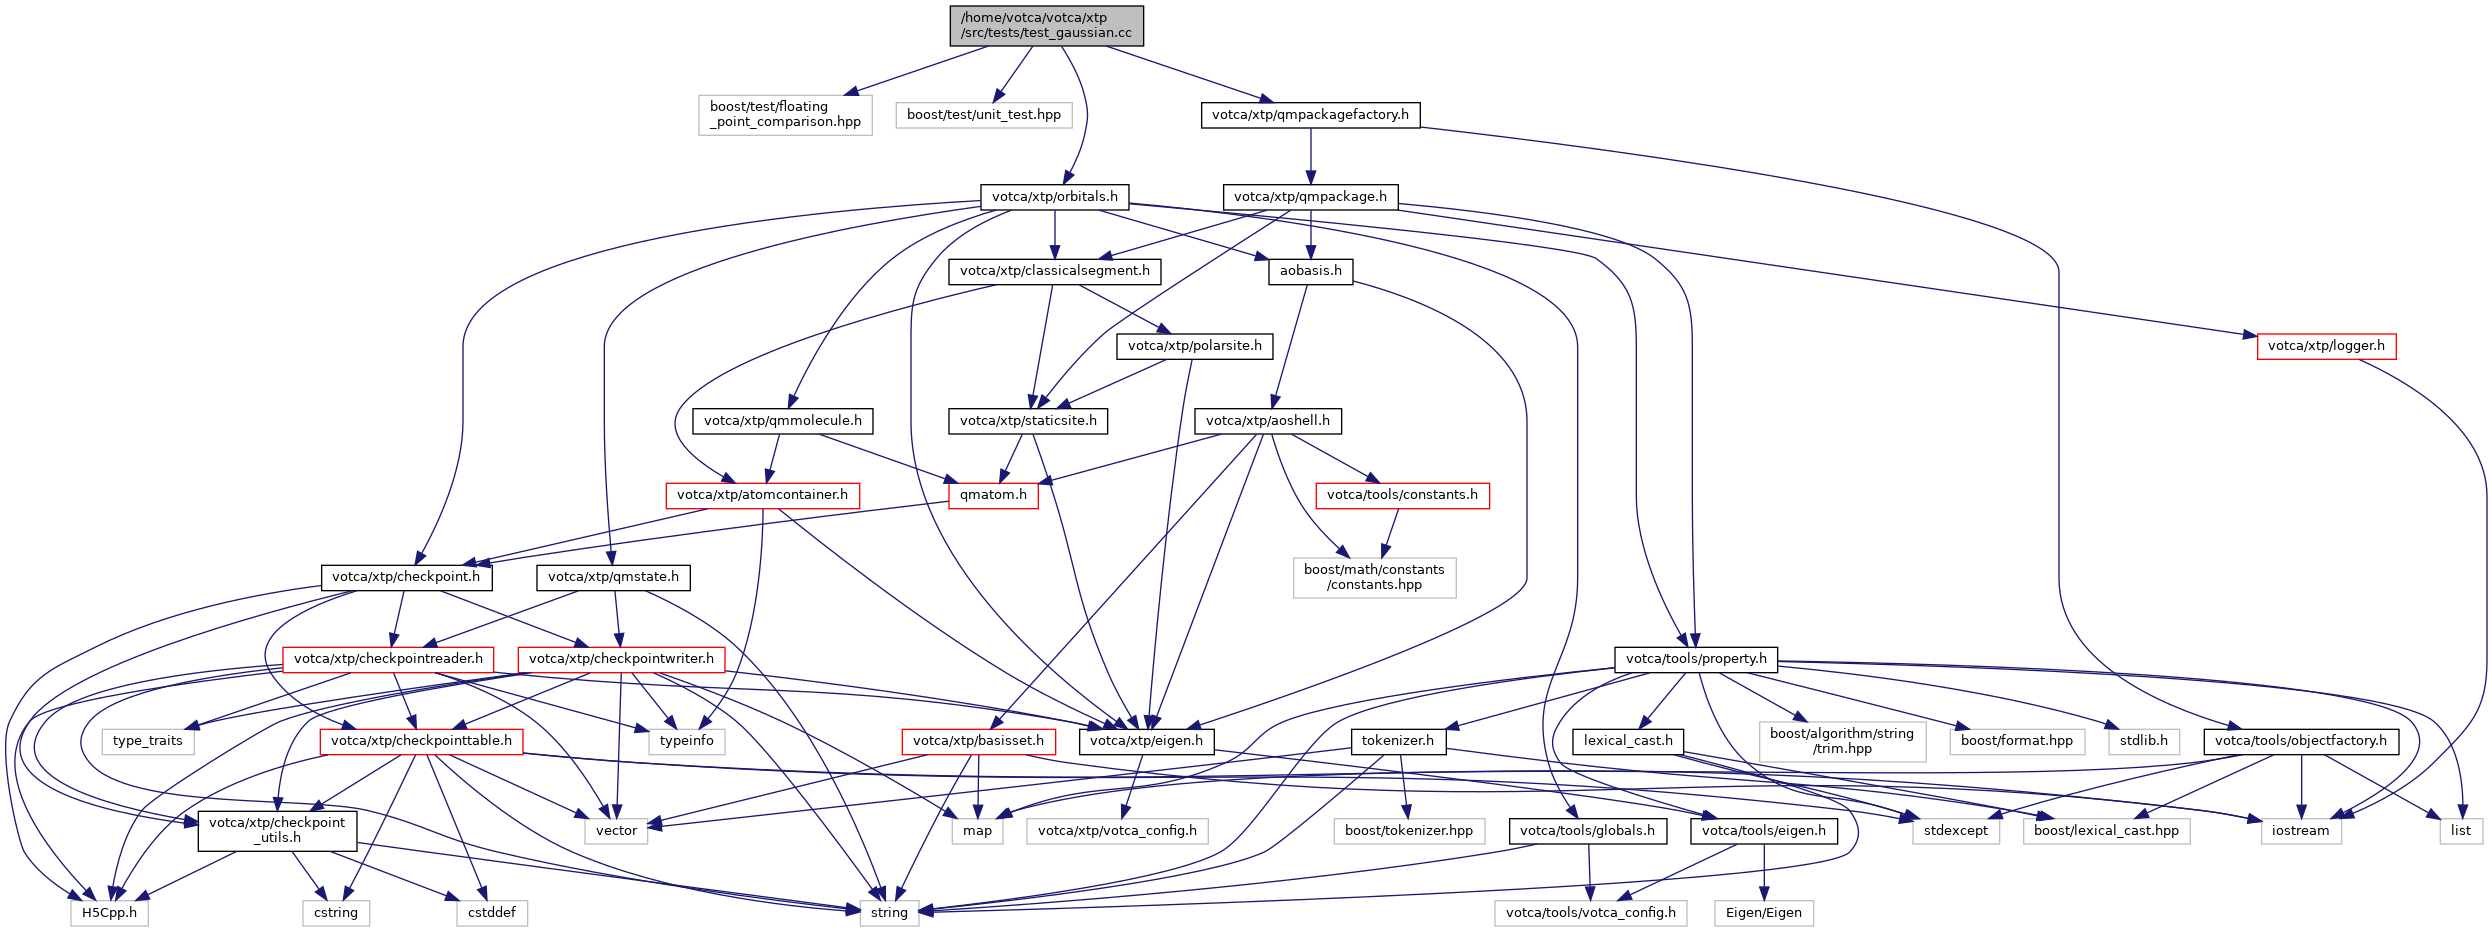 /home/votca/votca/xtp
/src/tests/test_gaussian.cc
boost/test/floating
_point_comparison.hpp
boost/test/unit_test.hpp
votca/xtp/qmpackagefactory.h
votca/xtp/orbitals.h
votca/xtp/qmpackage.h
votca/xtp/classicalsegment.h
aobasis.h
votca/xtp/polarsite.h
votca/xtp/logger.h
votca/xtp/qmmolecule.h
votca/xtp/staticsite.h
votca/xtp/aoshell.h
votca/xtp/atomcontainer.h
qmatom.h
votca/tools/constants.h
votca/xtp/checkpoint.h
votca/xtp/qmstate.h
boost/math/constants
/constants.hpp
votca/xtp/checkpointreader.h
votca/xtp/checkpointwriter.h
votca/tools/property.h
type_traits
votca/xtp/checkpointtable.h
typeinfo
votca/xtp/basisset.h
votca/xtp/eigen.h
tokenizer.h
lexical_cast.h
boost/algorithm/string
/trim.hpp
boost/format.hpp
stdlib.h
votca/tools/objectfactory.h
votca/xtp/checkpoint
_utils.h
vector
map
votca/xtp/votca_config.h
boost/tokenizer.hpp
votca/tools/globals.h
votca/tools/eigen.h
stdexcept
boost/lexical_cast.hpp
iostream
list
H5Cpp.h
cstring
cstddef
string
votca/tools/votca_config.h
Eigen/Eigen